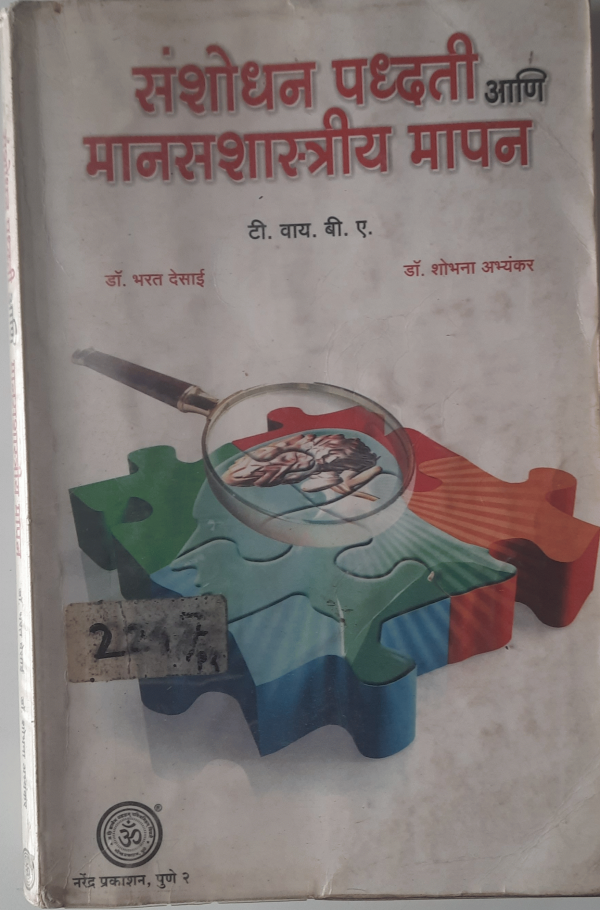 संशोधन पध्दती आणि
मानसशास्त्रीय मापन
टी. वाय. बी. ए.
डॉ. भरत देसाई
डॉ. शोभना अभ्यंकर
ॐ
®
नरेंद्र प्रकाशन, पुणे २